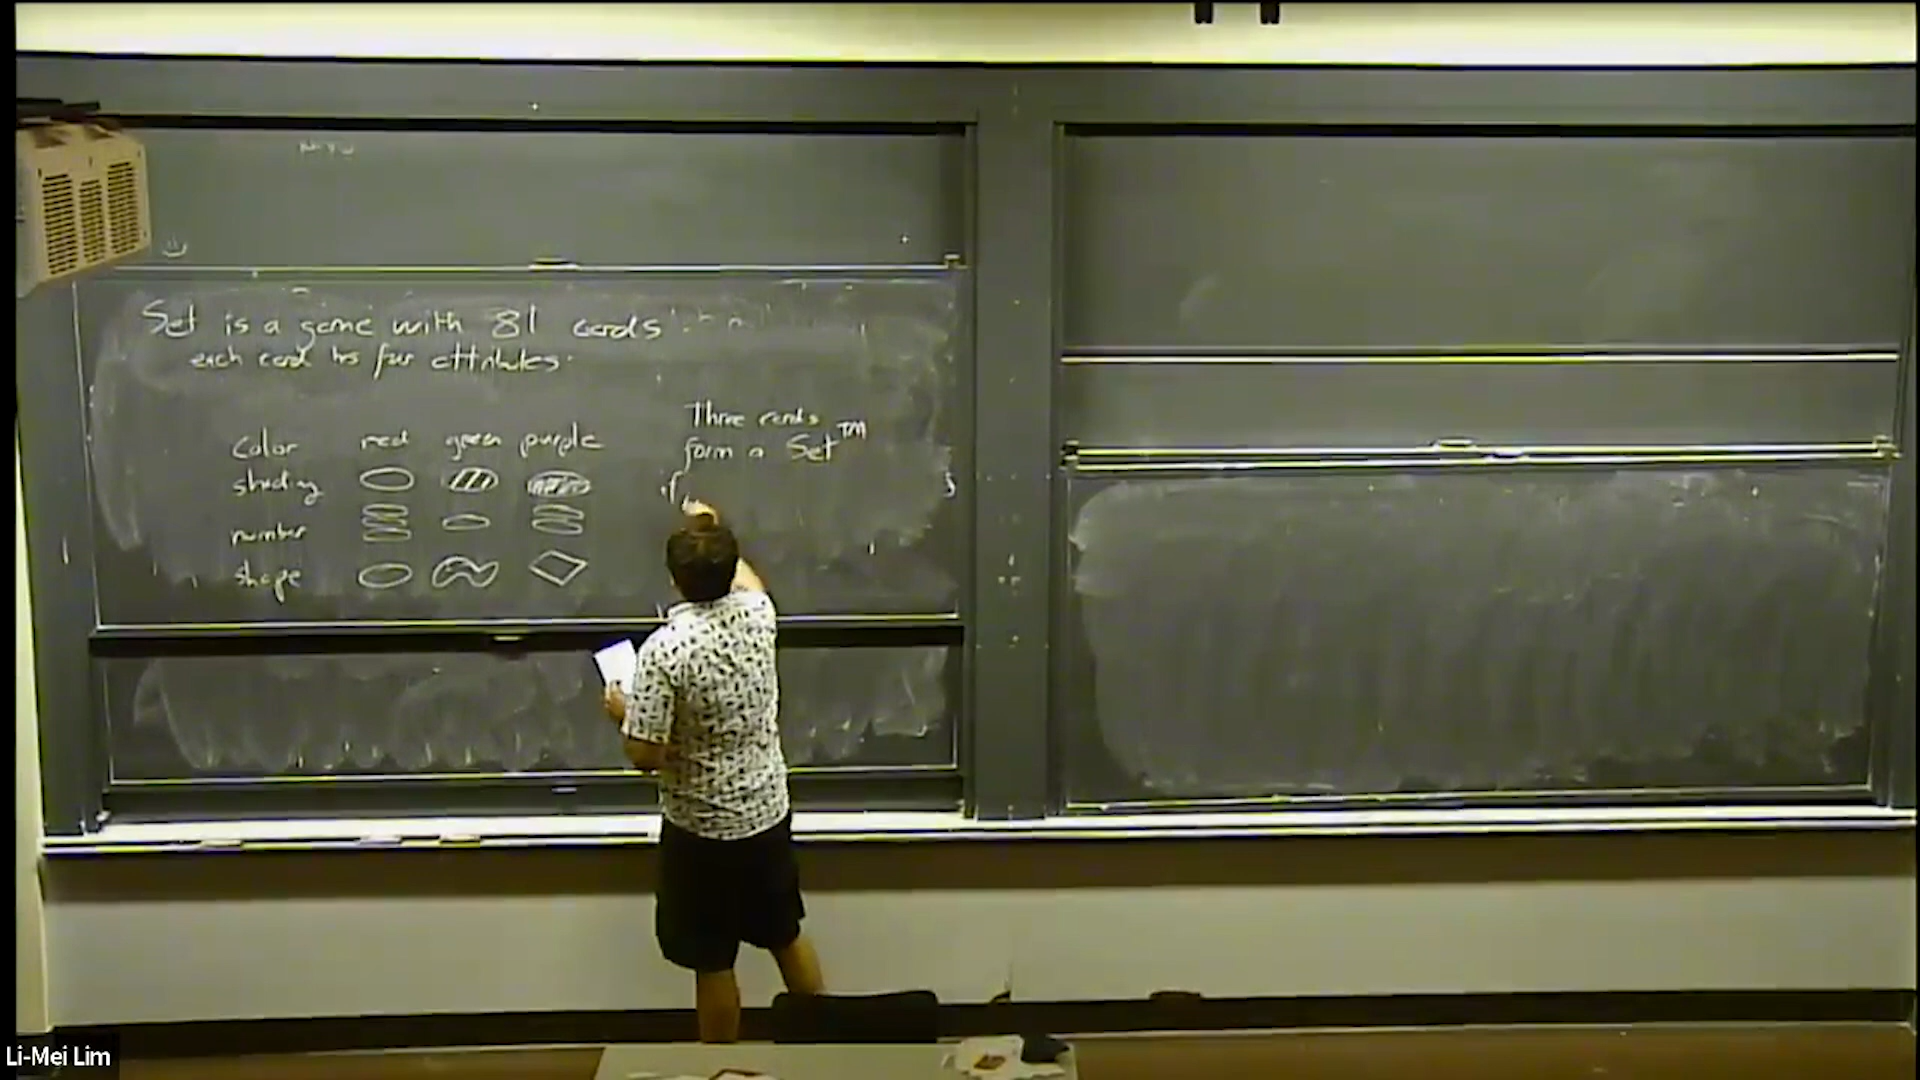 Set is a game with 81 cards
each card has four attributes:
color red green purple
shading
number
shape
Three cards
form a Set™
if
Li-Mei Lim